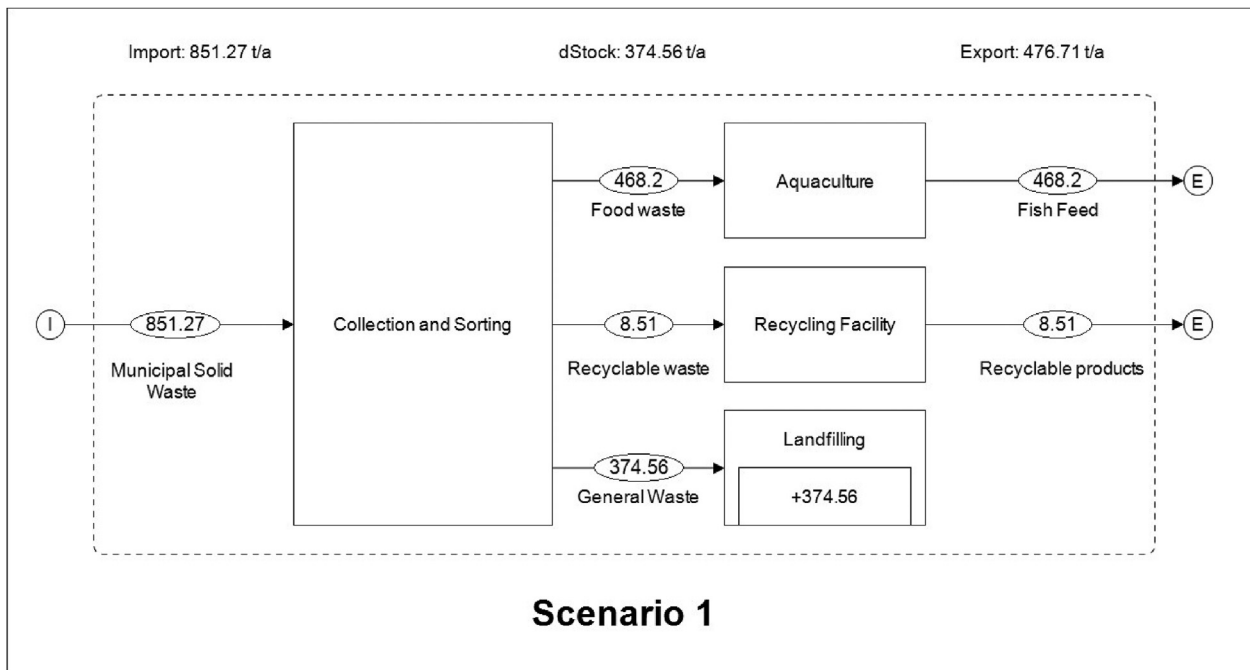 Import: 851.27 t/a
dStock: 374.56 t/a
Export: 476.71 t/a
468.2
Food waste
Aquaculture
468.2
Fish Feed
E
I
851.27
Municipal Solid
Waste
Collection and Sorting
8.51
Recyclable waste
Recycling Facility
8.51
Recyclable products
E
374.56
General Waste
Landfilling
+374.56
Scenario 1